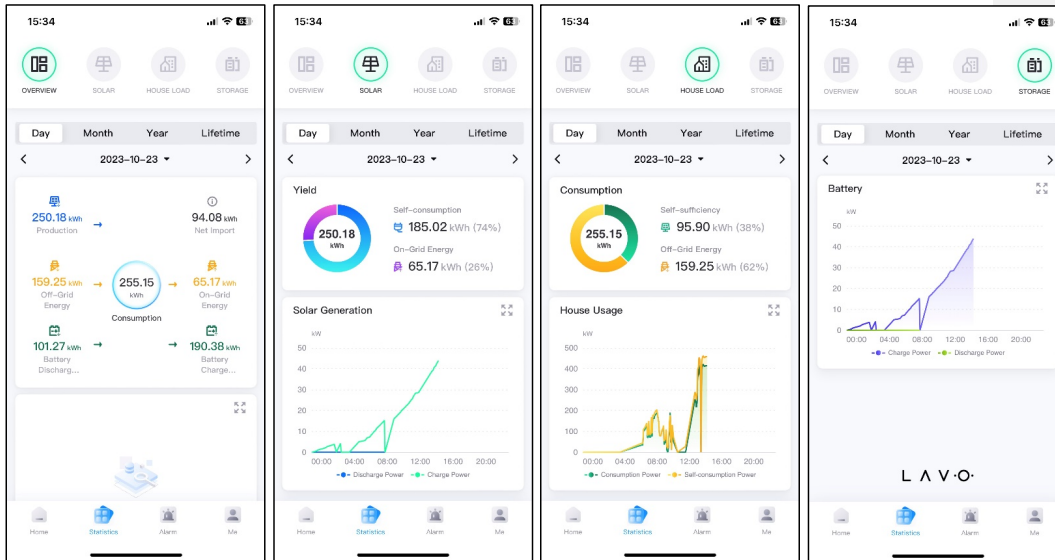 15:34
63
OVERVIEW SOLAR HOUSE LOAD STORAGE
Day Month Year Lifetime
2023-10-23
250.18 kWh
Production
94.08 kWh
Net Import
159.25 kWh
Off-Grid
Energy
255.15
kWh
Consumption
65.17 kWh
On-Grid
Energy
101.27 kWh
Battery
Discharg...
190.38 kWh
Battery
Charge...
Home Statistics Alarm Me
15:34
63
OVERVIEW SOLAR HOUSE LOAD STORAGE
Day Month Year Lifetime
2023-10-23
Yield
250.18
kWh
Self-consumption
185.02 kWh (74%)
On-Grid Energy
65.17 kWh (26%)
Solar Generation
kW
50
40
30
20
10
0
00:00 04:00 08:00 12:00 16:00 20:00
Discharge Power Charge Power
Home Statistics Alarm Me
15:34
63
OVERVIEW SOLAR HOUSE LOAD STORAGE
Day Month Year Lifetime
2023-10-23
Consumption
255.15
kWh
Self-sufficiency
95.90 kWh (38%)
Off-Grid Energy
159.25 kWh (62%)
House Usage
kW
500
400
300
200
100
0
00:00 04:00 08:00 12:00 16:00 20:00
Consumption Power Self-consumption Power
Home Statistics Alarm Me
15:34
63
OVERVIEW SOLAR HOUSE LOAD STORAGE
Day Month Year Lifetime
2023-10-23
Battery
kW
50
40
30
20
10
0
00:00 04:00 08:00 12:00 16:00 20:00
Charge Power Discharge Power
L Λ V·O·
Home Statistics Alarm Me